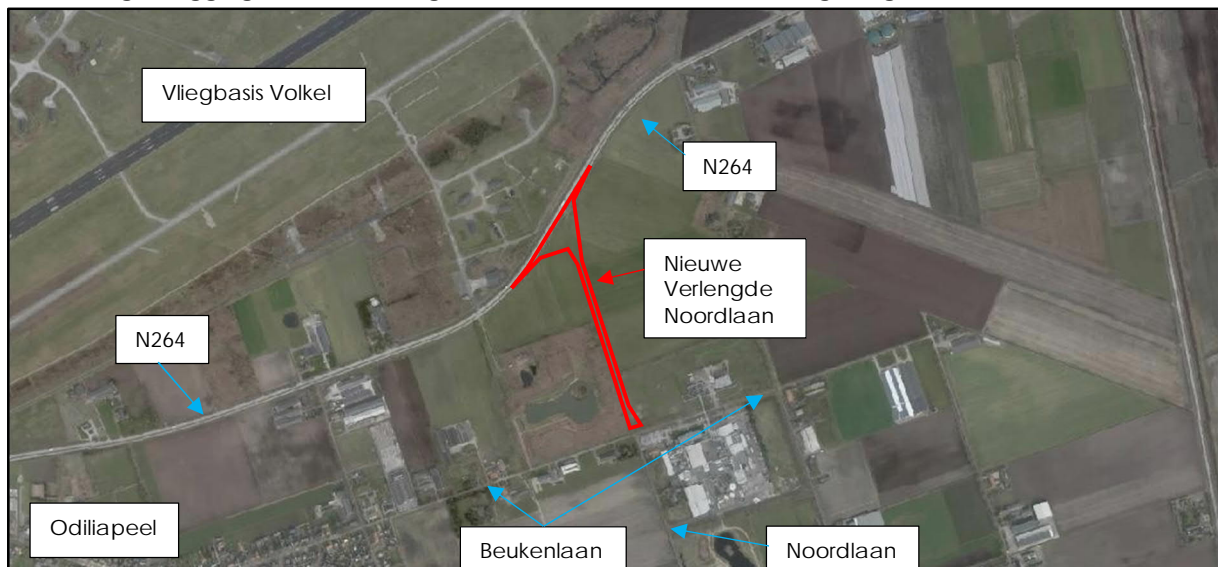 Vliegbasis Volkel
N264
Nieuwe
Verlengde
Noordlaan
N264
Odiliapeel
Beukenlaan
Noordlaan